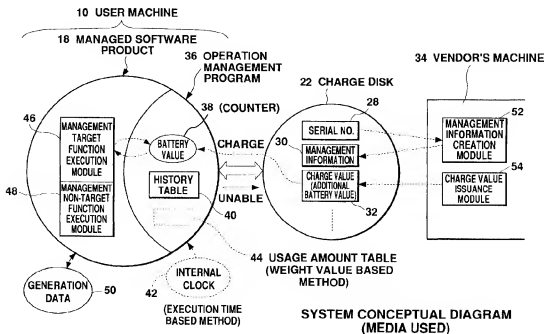 10 USER MACHINE
18 MANAGED SOFTWARE
PRODUCT
36 OPERATION
MANAGEMENT
PROGRAM
38 (COUNTER)
46
MANAGEMENT
TARGET
FUNCTION
EXECUTION
MODULE
48
MANAGEMENT
NON-TARGET
FUNCTION
EXECUTION
MODULE
BATTERY
VALUE
HISTORY
TABLE
40
CHARGE
UNABLE
22 CHARGE DISK
28
SERIAL NO.
30
MANAGEMENT
INFORMATION
CHARGE VALUE
(ADDITIONAL
BATTERY VALUE)
32
34 VENDOR'S MACHINE
52
MANAGEMENT
INFORMATION
CREATION
MODULE
54
CHARGE VALUE
ISSUANCE
MODULE
44 USAGE AMOUNT TABLE
(WEIGHT VALUE BASED
METHOD)
GENERATION
DATA
50
42
INTERNAL
CLOCK
(EXECUTION TIME
BASED METHOD)
SYSTEM CONCEPTUAL DIAGRAM
(MEDIA USED)